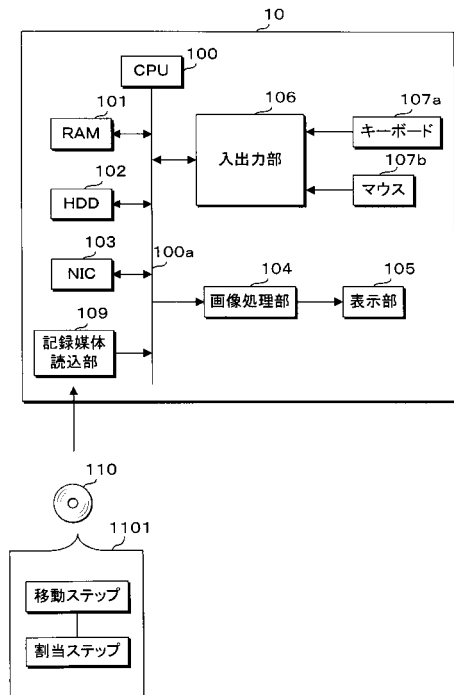 10
100
CPU
101
RAM
106
入出力部
107a
キーボード
107b
マウス
102
HDD
103
NIC
100a
104
画像処理部
105
表示部
109
記録媒体
読込部
110
1101
移動ステップ
割当ステップ